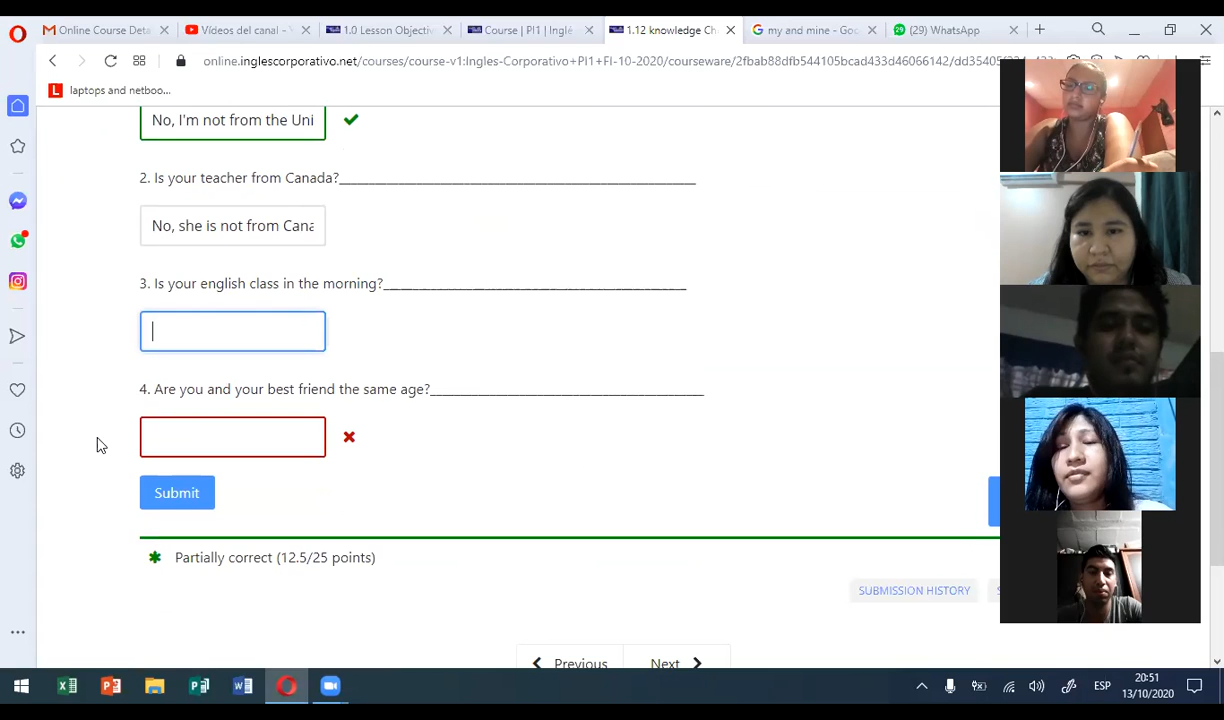 Online Course Deta
Vídeos del canal - Y
1.0 Lesson Objectiv
Course | PI1 | Inglé
1.12 knowledge Ch
my and mine - Goo
(29) WhatsApp
online.inglescorporativo.net/courses/course-v1:Ingles-Corporativo+PI1+FI-10-2020/courseware/2fbab88dfb544105bcad433d46066142/dd35405
laptops and netboo...
No, I'm not from the Uni
2. Is your teacher from Canada?
No, she is not from Cana
3. Is your english class in the morning?
4. Are you and your best friend the same age?
Submit
Partially correct (12.5/25 points)
SUBMISSION HISTORY
Previous
Next
ESP
20:51
13/10/2020